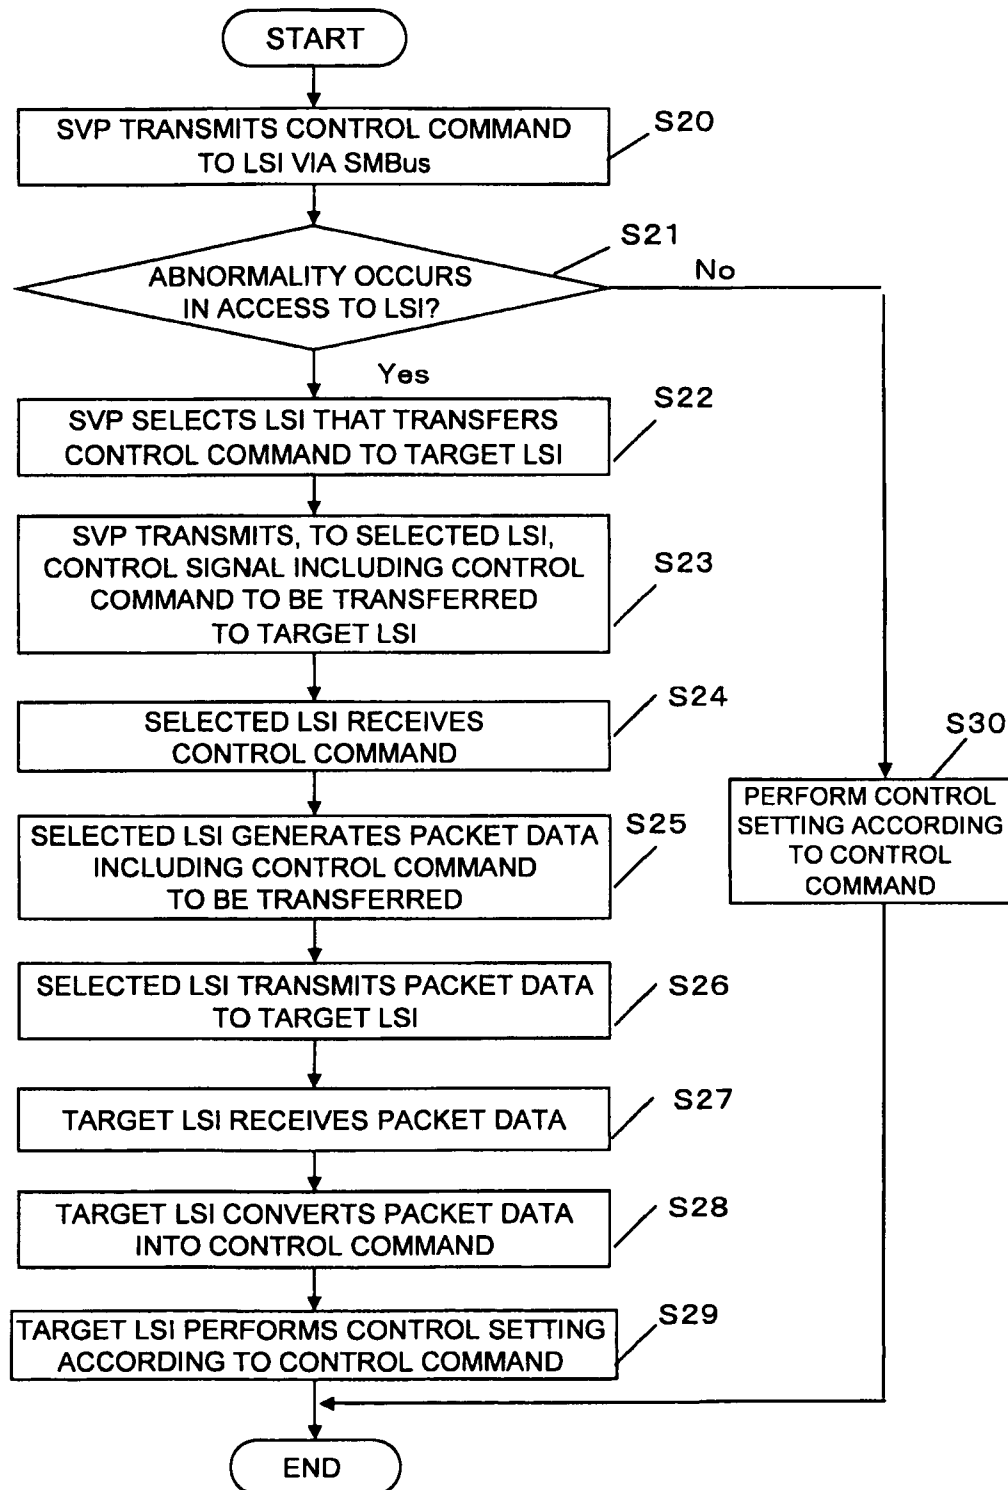 START
SVP TRANSMITS CONTROL COMMAND
TO LSI VIA SMBus
S20
ABNORMALITY OCCURS
IN ACCESS TO LSI?
S21
No
Yes
SVP SELECTS LSI THAT TRANSFERS
CONTROL COMMAND TO TARGET LSI
S22
SVP TRANSMITS, TO SELECTED LSI,
CONTROL SIGNAL INCLUDING CONTROL
COMMAND TO BE TRANSFERRED
TO TARGET LSI
S23
SELECTED LSI RECEIVES
CONTROL COMMAND
S24
S30
PERFORM CONTROL
SETTING ACCORDING
TO CONTROL
COMMAND
SELECTED LSI GENERATES PACKET DATA
INCLUDING CONTROL COMMAND
TO BE TRANSFERRED
S25
SELECTED LSI TRANSMITS PACKET DATA
TO TARGET LSI
S26
TARGET LSI RECEIVES PACKET DATA
S27
TARGET LSI CONVERTS PACKET DATA
INTO CONTROL COMMAND
S28
TARGET LSI PERFORMS CONTROL SETTING
ACCORDING TO CONTROL COMMAND
S29
END